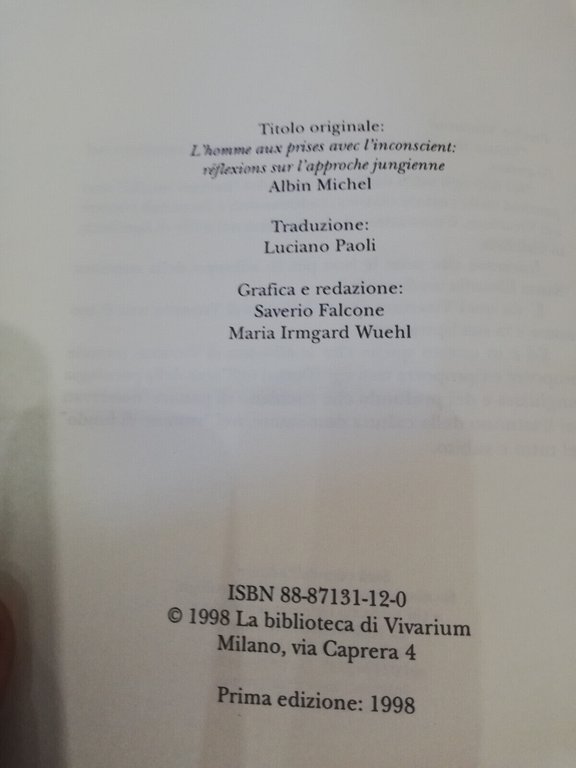 Titolo originale:
L'homme aux prises avec l'inconscient:
réflexions sur l'approche jungienne
Albin Michel
Traduzione:
Luciano Paoli
Grafica e redazione:
Saverio Falcone
Maria Irmgard Wuehl
ISBN 88-87131-12-0
© 1998 La biblioteca di Vivarium
Milano, via Caprera 4
Prima edizione: 1998